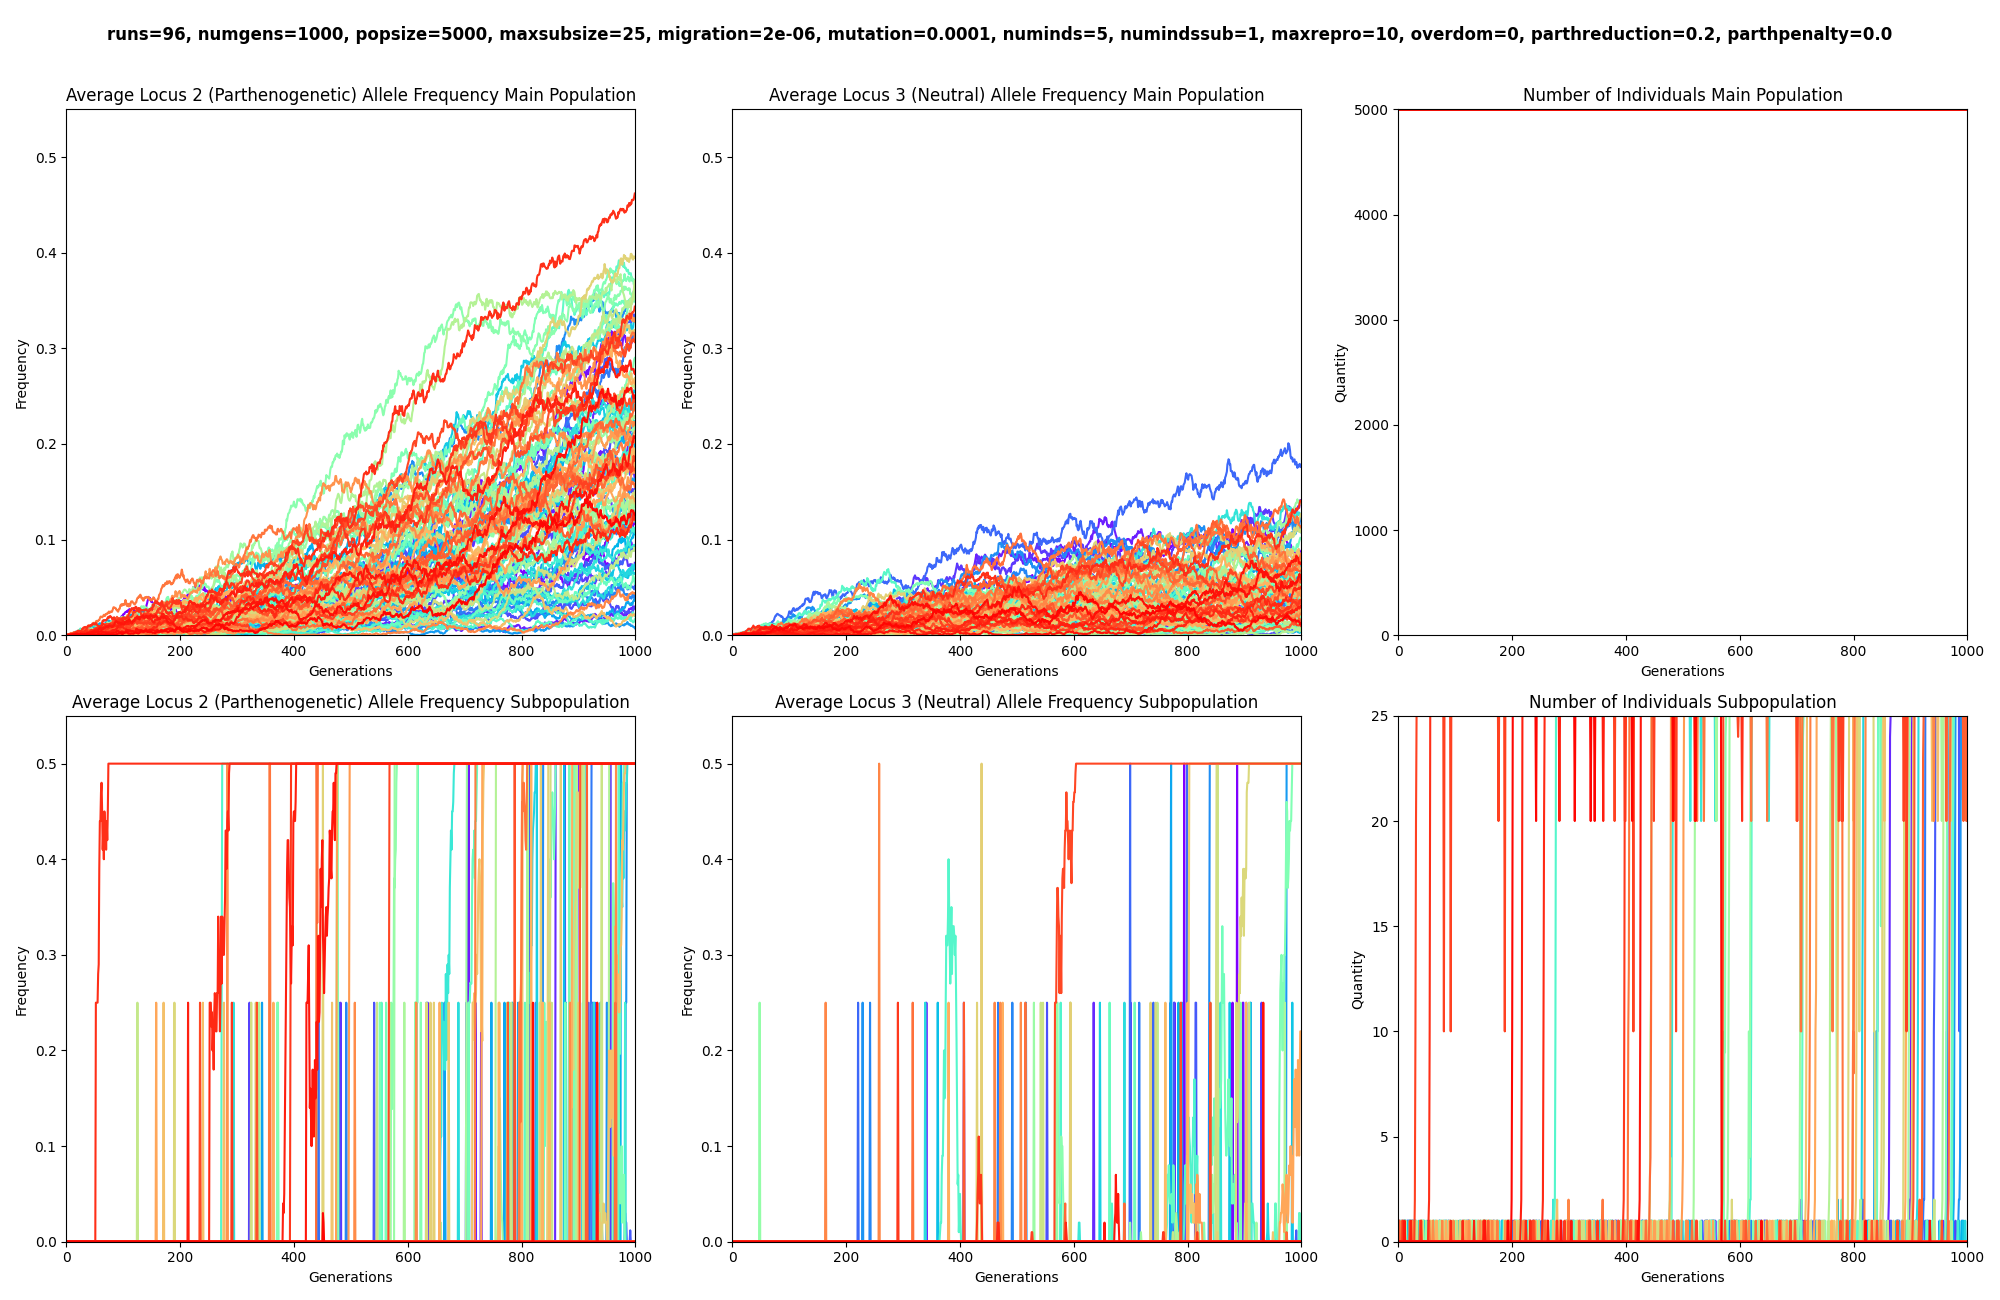 runs=96, numgens=1000, popsize=5000, maxsubsize=25, migration=2e-06, mutation=0.0001, numinds=5, numindssub=1, maxrepro=10, overdom=0, parthreduction=0.2, parthpenalty=0.0
Average Locus 2 (Parthenogenetic) Allele Frequency Main Population
0.5
0.4
0.3
0.2
0.1
0.0
Frequency
0 200 400 600 800 1000
Generations
Average Locus 3 (Neutral) Allele Frequency Main Population
0.5
0.4
0.3
0.2
0.1
0.0
Frequency
0 200 400 600 800 1000
Generations
Number of Individuals Main Population
5000
4000
3000
2000
1000
0
Quantity
0 200 400 600 800 1000
Generations
Average Locus 2 (Parthenogenetic) Allele Frequency Subpopulation
0.5
0.4
0.3
0.2
0.1
0.0
Frequency
0 200 400 600 800 1000
Generations
Average Locus 3 (Neutral) Allele Frequency Subpopulation
0.5
0.4
0.3
0.2
0.1
0.0
Frequency
0 200 400 600 800 1000
Generations
Number of Individuals Subpopulation
25
20
15
10
5
0
Quantity
0 200 400 600 800 1000
Generations